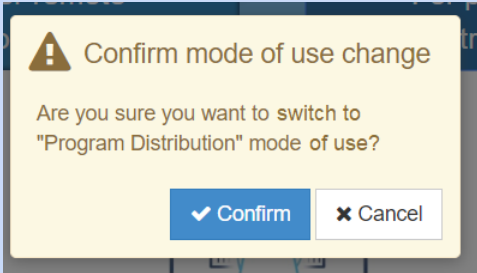 Confirm mode of use change
Are you sure you want to switch to
"Program Distribution" mode of use?
Confirm
Cancel